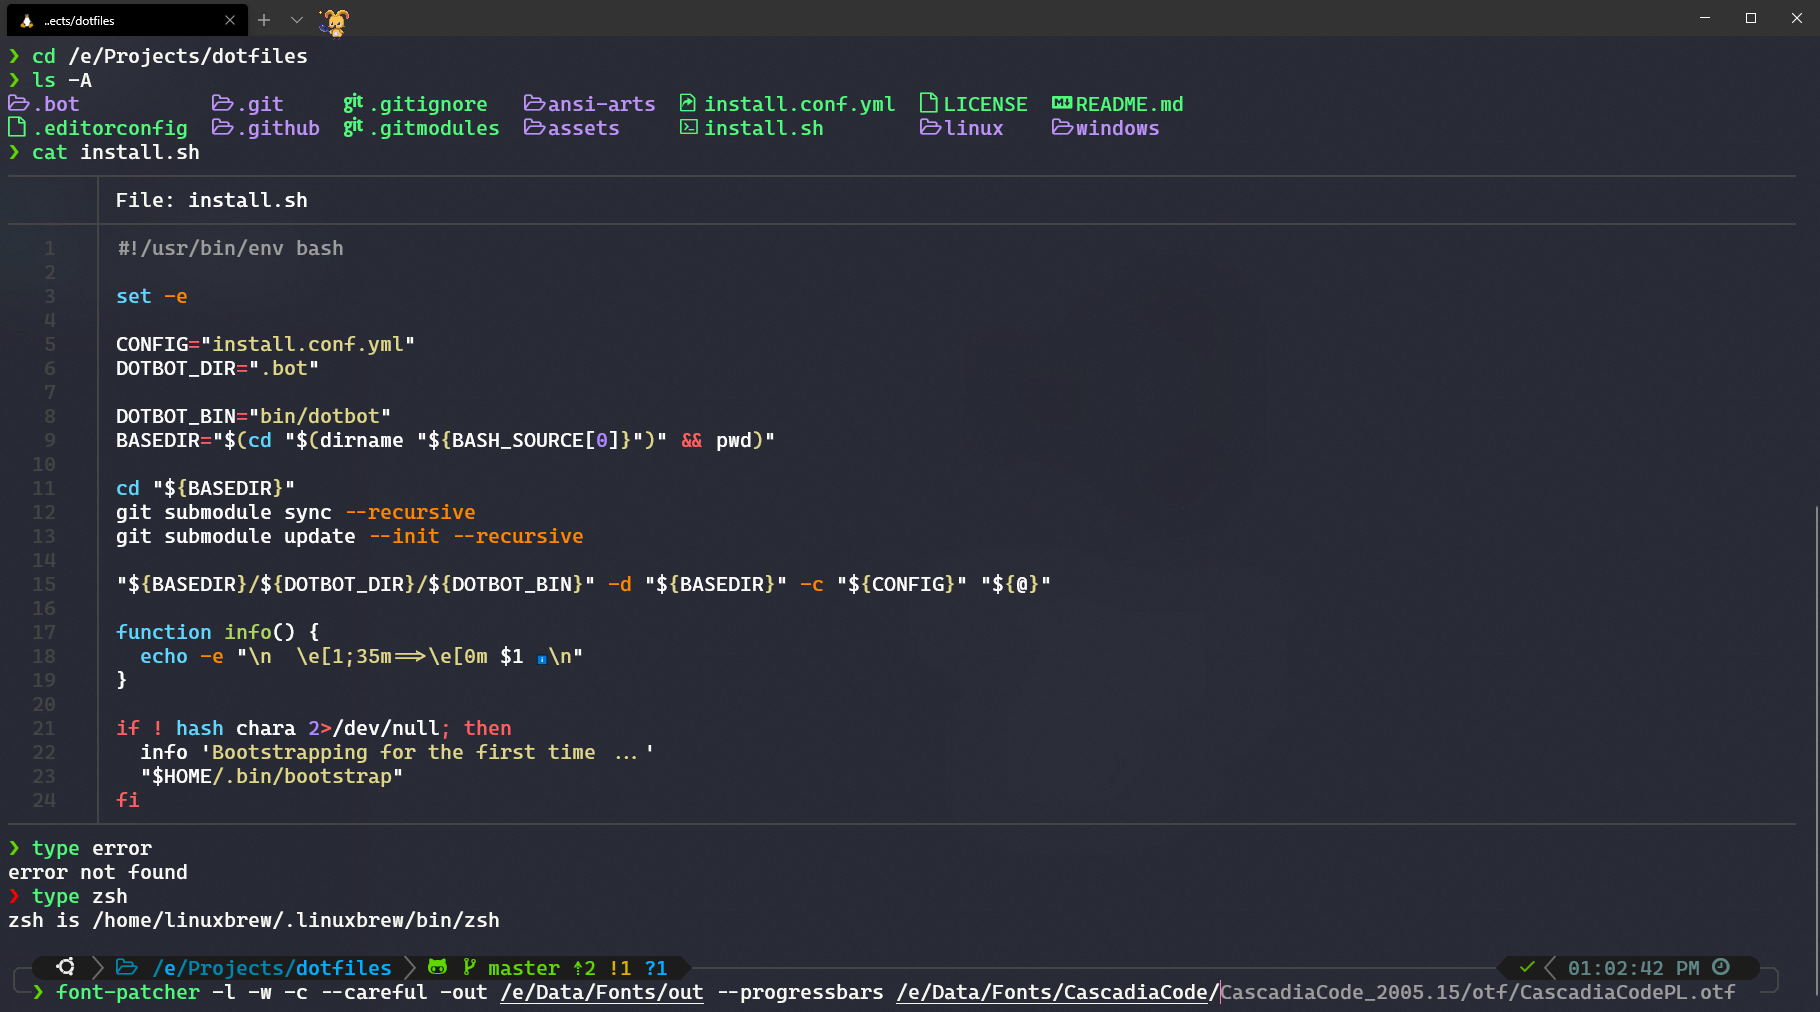 ..ects/dotfiles
❯ cd /e/Projects/dotfiles
❯ ls -A
.bot .git .gitignore ansi-arts install.conf.yml LICENSE README.md
.editorconfig .github .gitmodules assets install.sh linux windows
❯ cat install.sh
File: install.sh
1 #!/usr/bin/env bash
2
3 set -e
4
5 CONFIG="install.conf.yml"
6 DOTBOT_DIR=".bot"
7
8 DOTBOT_BIN="bin/dotbot"
9 BASEDIR="$(cd "$(dirname "${BASH_SOURCE[0]}")" && pwd)"
10
11 cd "${BASEDIR}"
12 git submodule sync --recursive
13 git submodule update --init --recursive
14
15 "${BASEDIR}/${DOTBOT_DIR}/${DOTBOT_BIN}" -d "${BASEDIR}" -c "${CONFIG}" "${@}"
16
17 function info() {
18 echo -e "\n  \e[1;35m==>\e[0m $1 ℹ\n"
19 }
20
21 if ! hash chara 2>/dev/null; then
22 info 'Bootstrapping for the first time ...'
23 "$HOME/.bin/bootstrap"
24 fi
❯ type error
error not found
❯ type zsh
zsh is /home/linuxbrew/.linuxbrew/bin/zsh
/e/Projects/dotfiles master ⇡2 !1 ?1 ✓ 01:02:42 PM
❯ font-patcher -l -w -c --careful -out /e/Data/Fonts/out --progressbars /e/Data/Fonts/CascadiaCode/CascadiaCode_2005.15/otf/CascadiaCodePL.otf